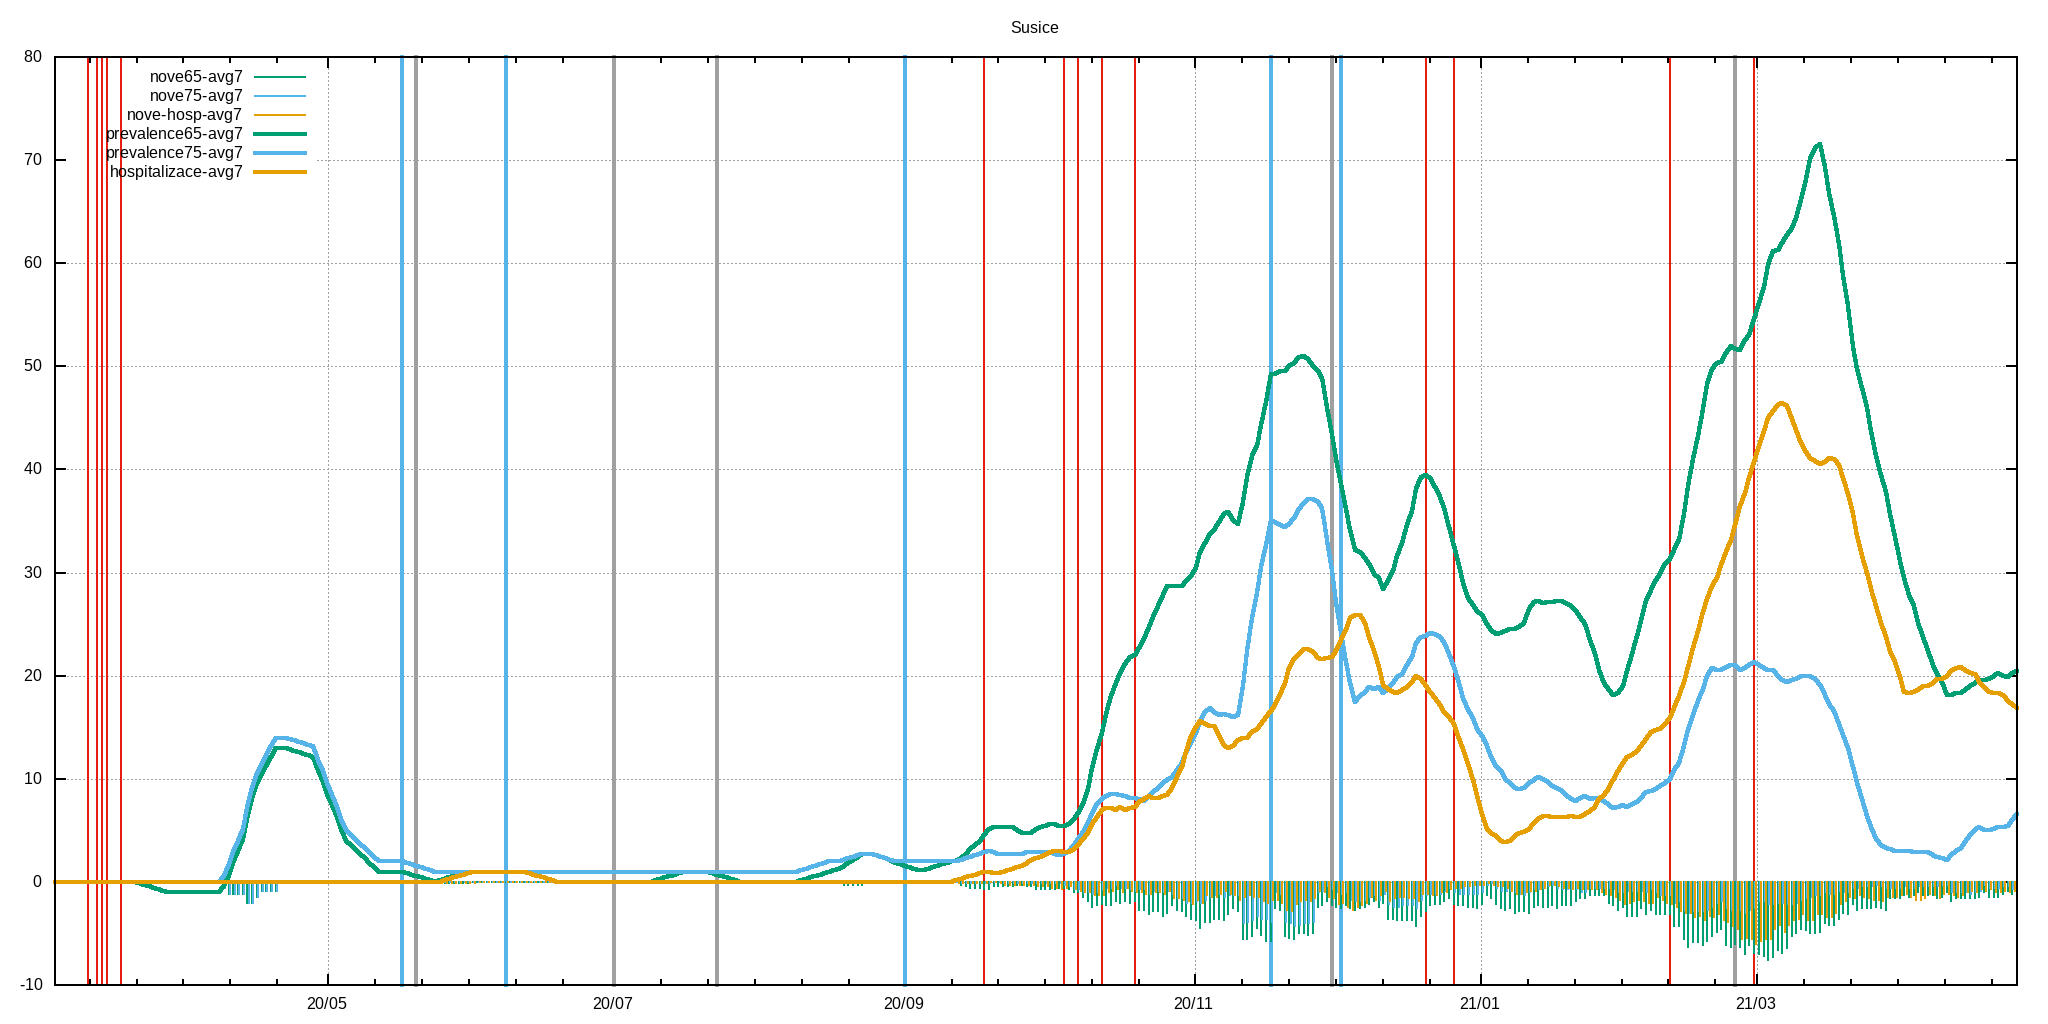 Susice
80
70
60
50
40
30
20
10
0
-10
nove65-avg7
nove75-avg7
nove-hosp-avg7
prevalence65-avg7
prevalence75-avg7
hospitalizace-avg7
20/05 20/07 20/09 20/11 21/01 21/03